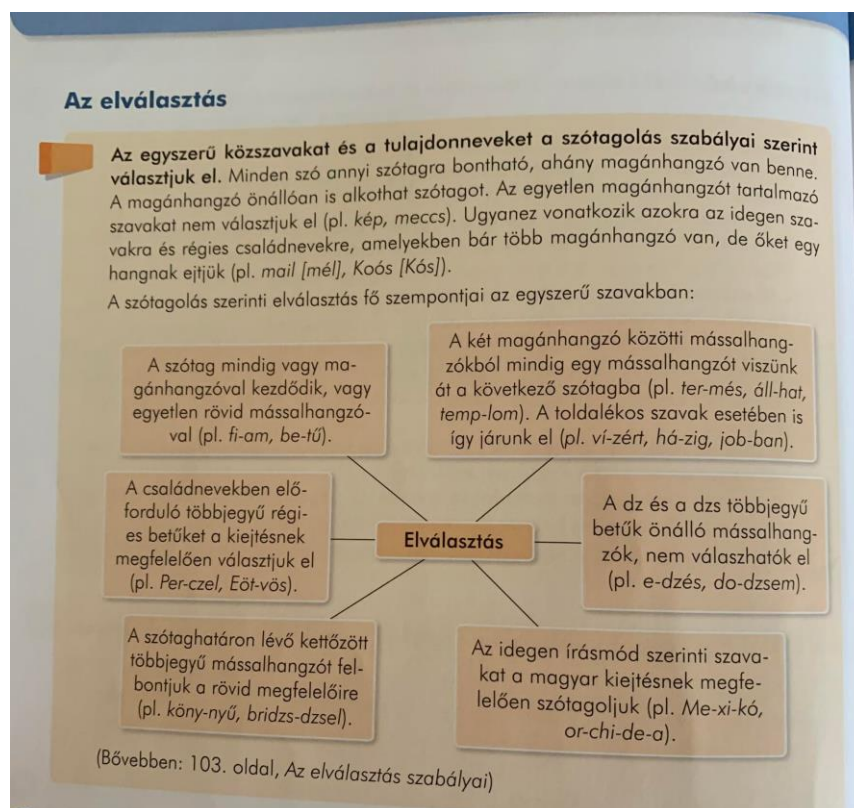 Az elválasztás
Az egyszerű közszavakat és a tulajdonneveket a szótagolás szabályai szerint
választjuk el. Minden szó annyi szótagra bontható, ahány magánhangzó van benne.
A magánhangzó önállóan is alkothat szótagot. Az egyetlen magánhangzót tartalmazó
szavakat nem választjuk el (pl. kép, meccs). Ugyanez vonatkozik azokra az idegen sza-
vakra és régies családnevekre, amelyekben bár több magánhangzó van, de őket egy
hangnak ejtjük (pl. mail [mél], Koós [Kós]).
A szótagolás szerinti elválasztás fő szempontjai az egyszerű szavakban:
A szótag mindig vagy ma-
gánhangzóval kezdődik, vagy
egyetlen rövid mássalhangzó-
val (pl. fi-am, be-tű).
A két magánhangzó közötti mássalhang-
zókból mindig egy mássalhangzót viszünk
át a következő szótagba (pl. ter-més, áll-hat,
temp-lom). A toldalékos szavak esetében is
így járunk el (pl. ví-zért, há-zig, job-ban).
A családnevekben elő-
forduló többjegyű régi-
es betűket a kiejtésnek
megfelelően választjuk el
(pl. Per-czel, Eöt-vös).
Elválasztás
A dz és a dzs többjegyű
betűk önálló mássalhang-
zók, nem válaszhatók el
(pl. e-dzés, do-dzsem).
A szótaghatáron lévő kettőzött
többjegyű mássalhangzót fel-
bontjuk a rövid megfelelőire
(pl. köny-nyű, bridzs-dzsel).
Az idegen írásmód szerinti szava-
kat a magyar kiejtésnek megfe-
lelően szótagoljuk (pl. Me-xi-kó,
or-chi-de-a).
(Bővebben: 103. oldal, Az elválasztás szabályai)